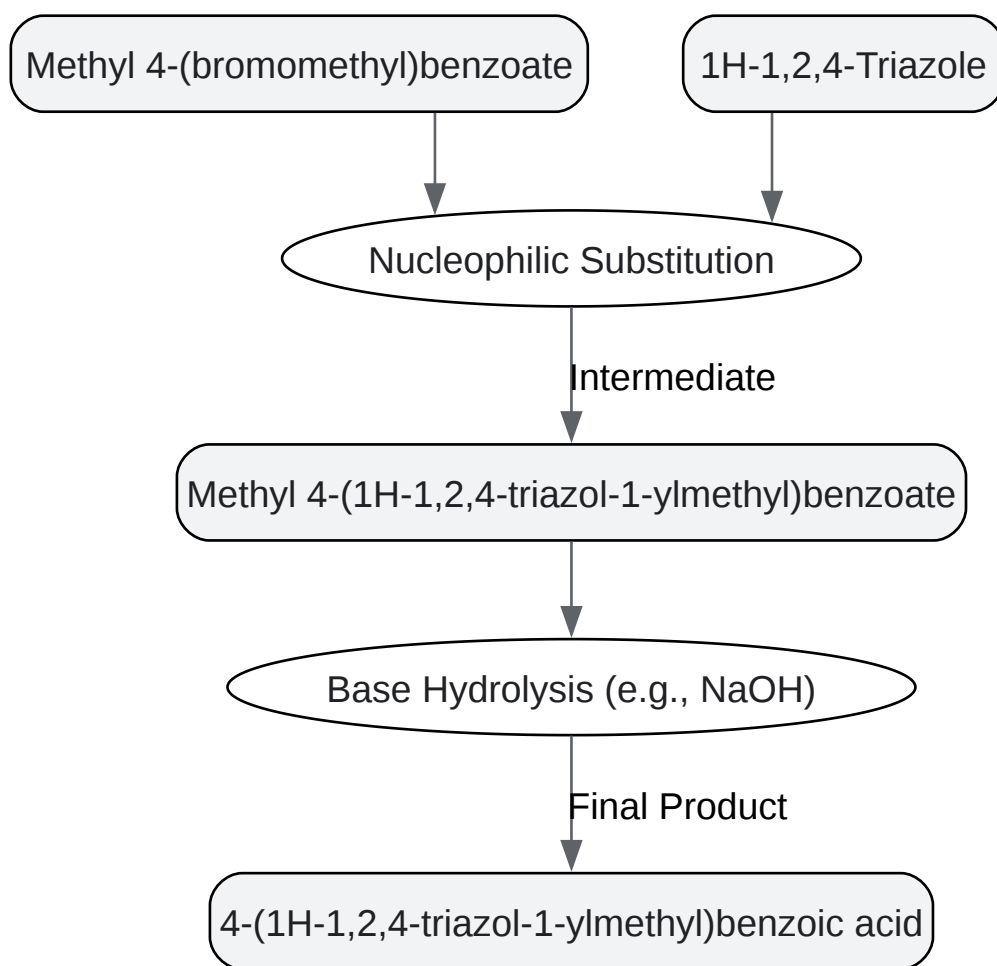 Methyl 4-(bromomethyl)benzoate
1H-1,2,4-Triazole
Nucleophilic Substitution
Intermediate
Methyl 4-(1H-1,2,4-triazol-1-ylmethyl)benzoate
Base Hydrolysis (e.g., NaOH)
Final Product
4-(1H-1,2,4-triazol-1-ylmethyl)benzoic acid